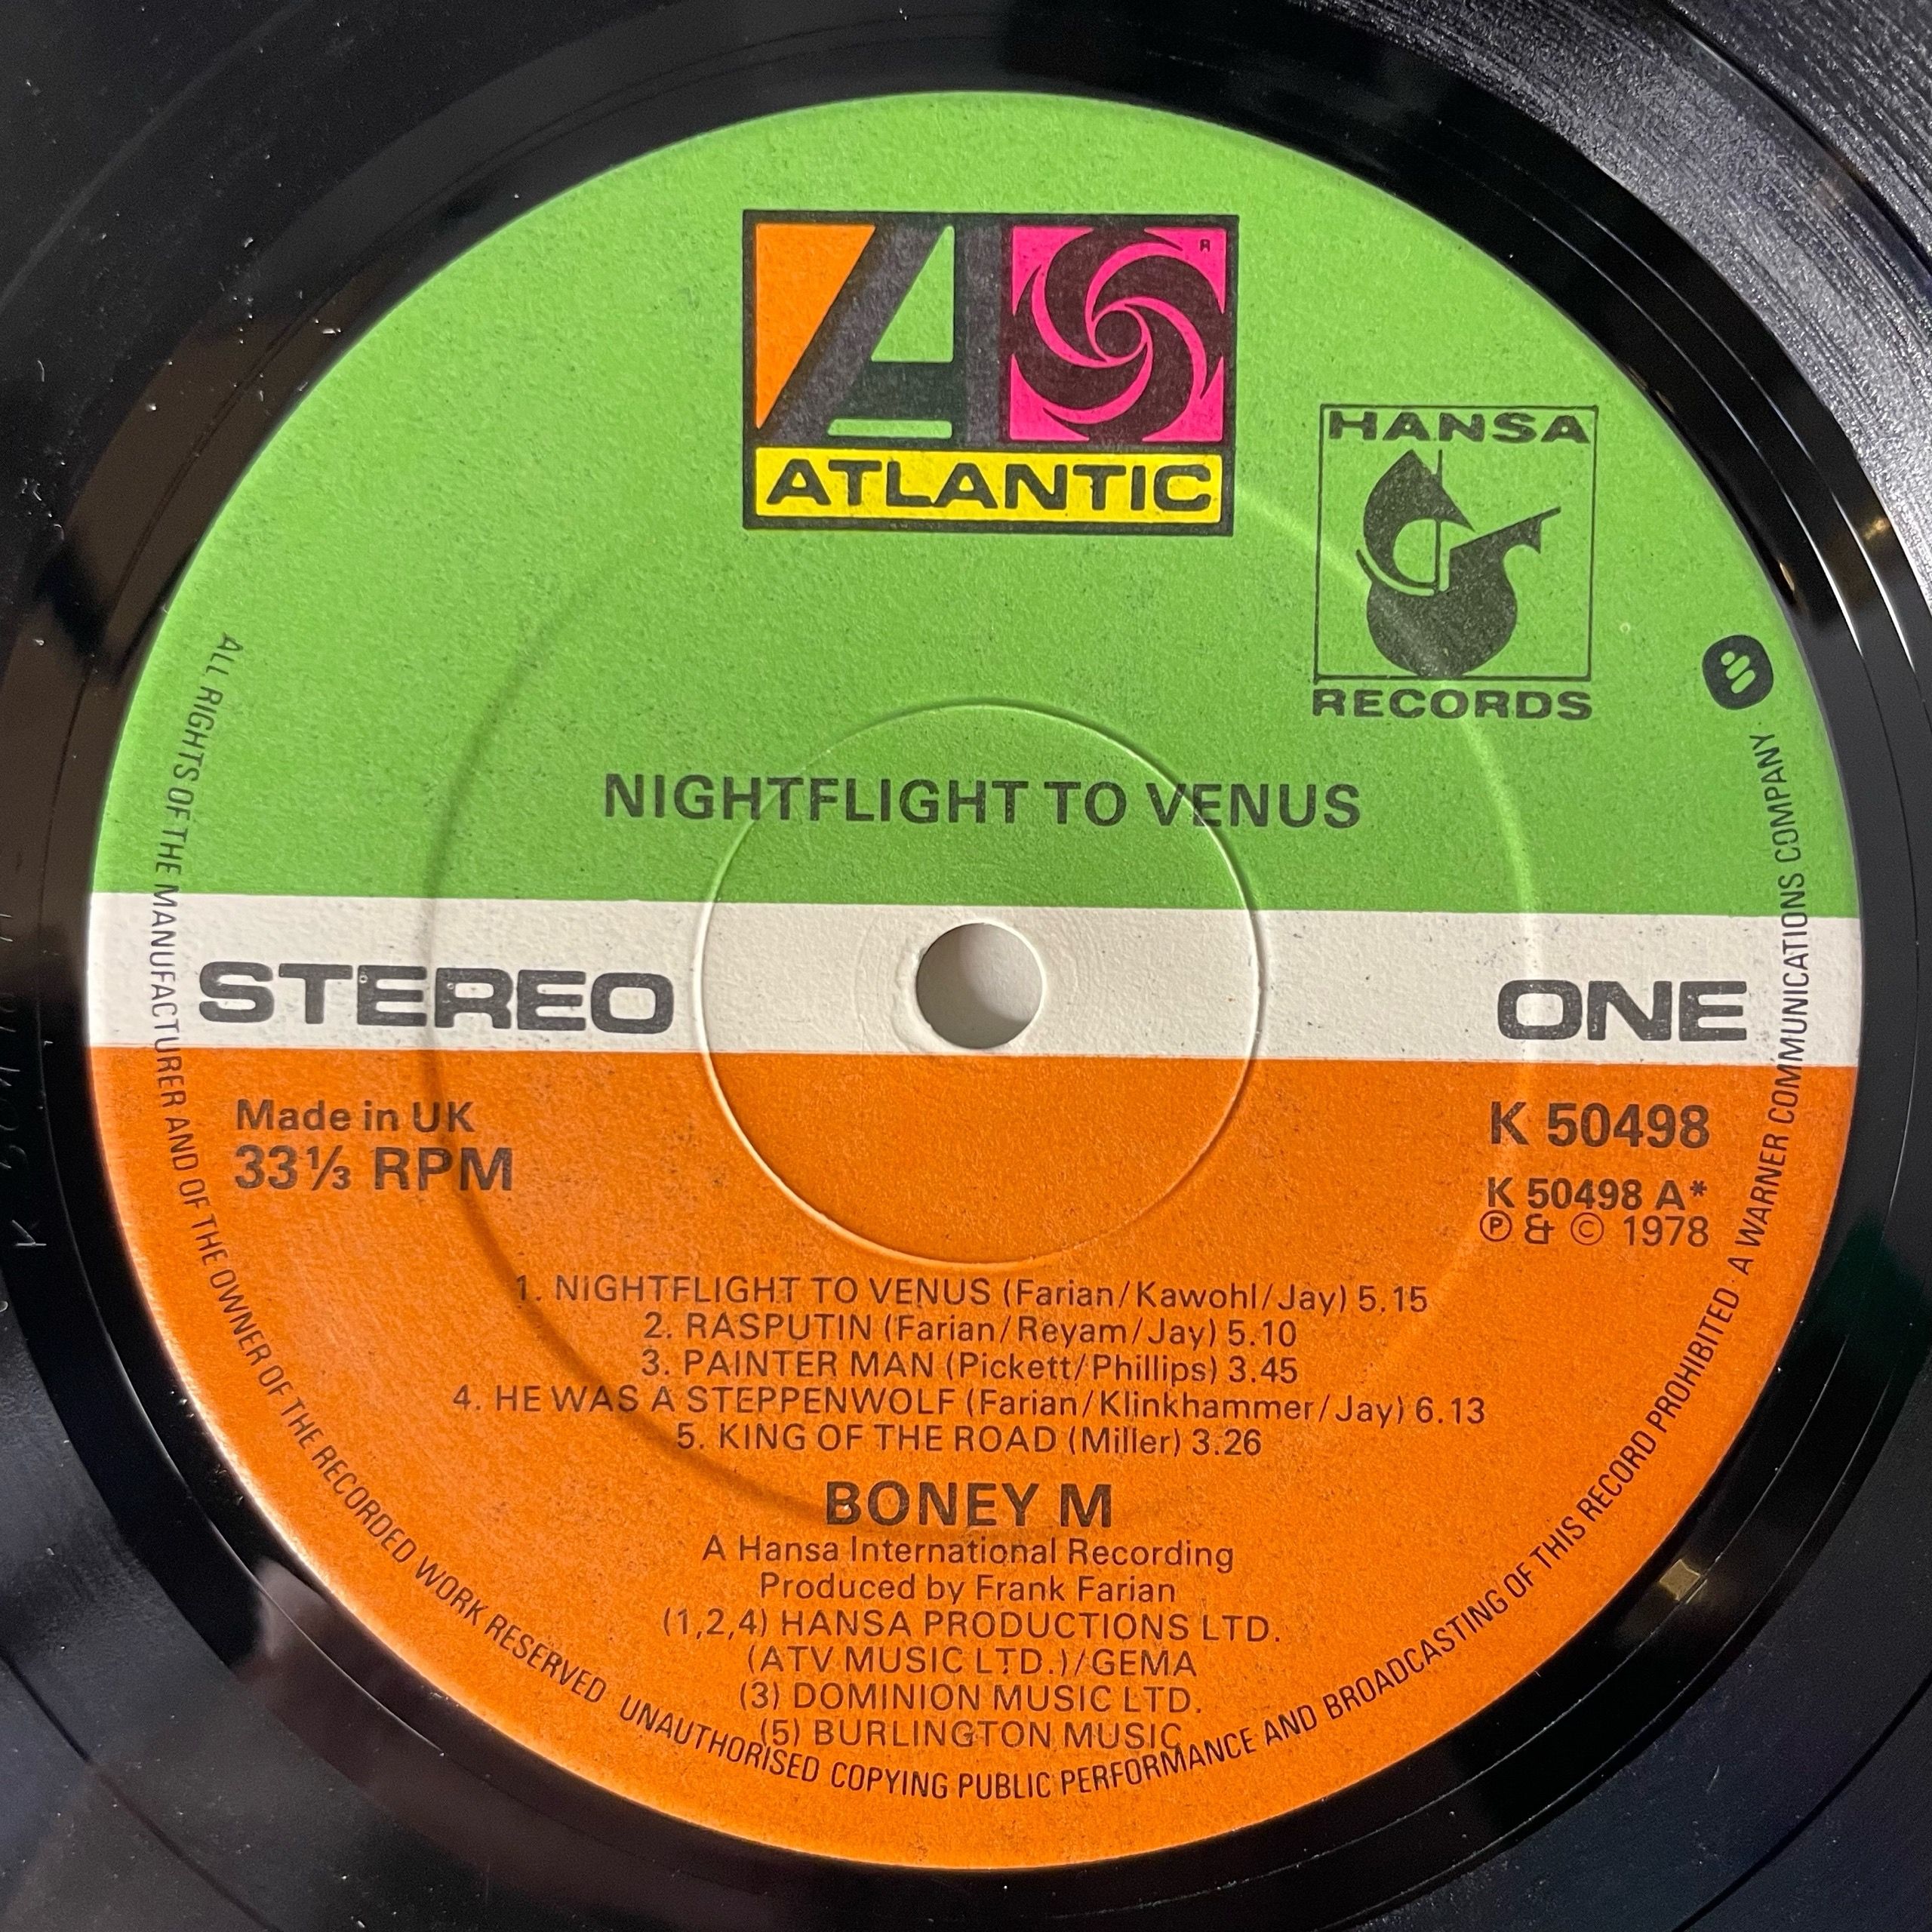 ATLANTIC
R
HANSA
RECORDS
NIGHTFLIGHT TO VENUS
STEREO
ONE
Made in UK
33⅓ RPM
K 50498
K 50498 A*
Ⓟ & © 1978
1. NIGHTFLIGHT TO VENUS (Farian/Kawohl/Jay) 5.15
2. RASPUTIN (Farian/Reyam/Jay) 5.10
3. PAINTER MAN (Pickett/Phillips) 3.45
4. HE WAS A STEPPENWOLF (Farian/Klinkhammer/Jay) 6.13
5. KING OF THE ROAD (Miller) 3.26
BONEY M
A Hansa International Recording
Produced by Frank Farian
(1,2,4) HANSA PRODUCTIONS LTD.
(ATV MUSIC LTD.)/GEMA
(3) DOMINION MUSIC LTD.
(5) BURLINGTON MUSIC
ALL RIGHTS OF THE MANUFACTURER AND OF THE OWNER OF THE RECORDED WORK RESERVED UNAUTHORISED COPYING PUBLIC PERFORMANCE AND BROADCASTING OF THIS RECORD PROHIBITED · A WARNER COMMUNICATIONS COMPANY